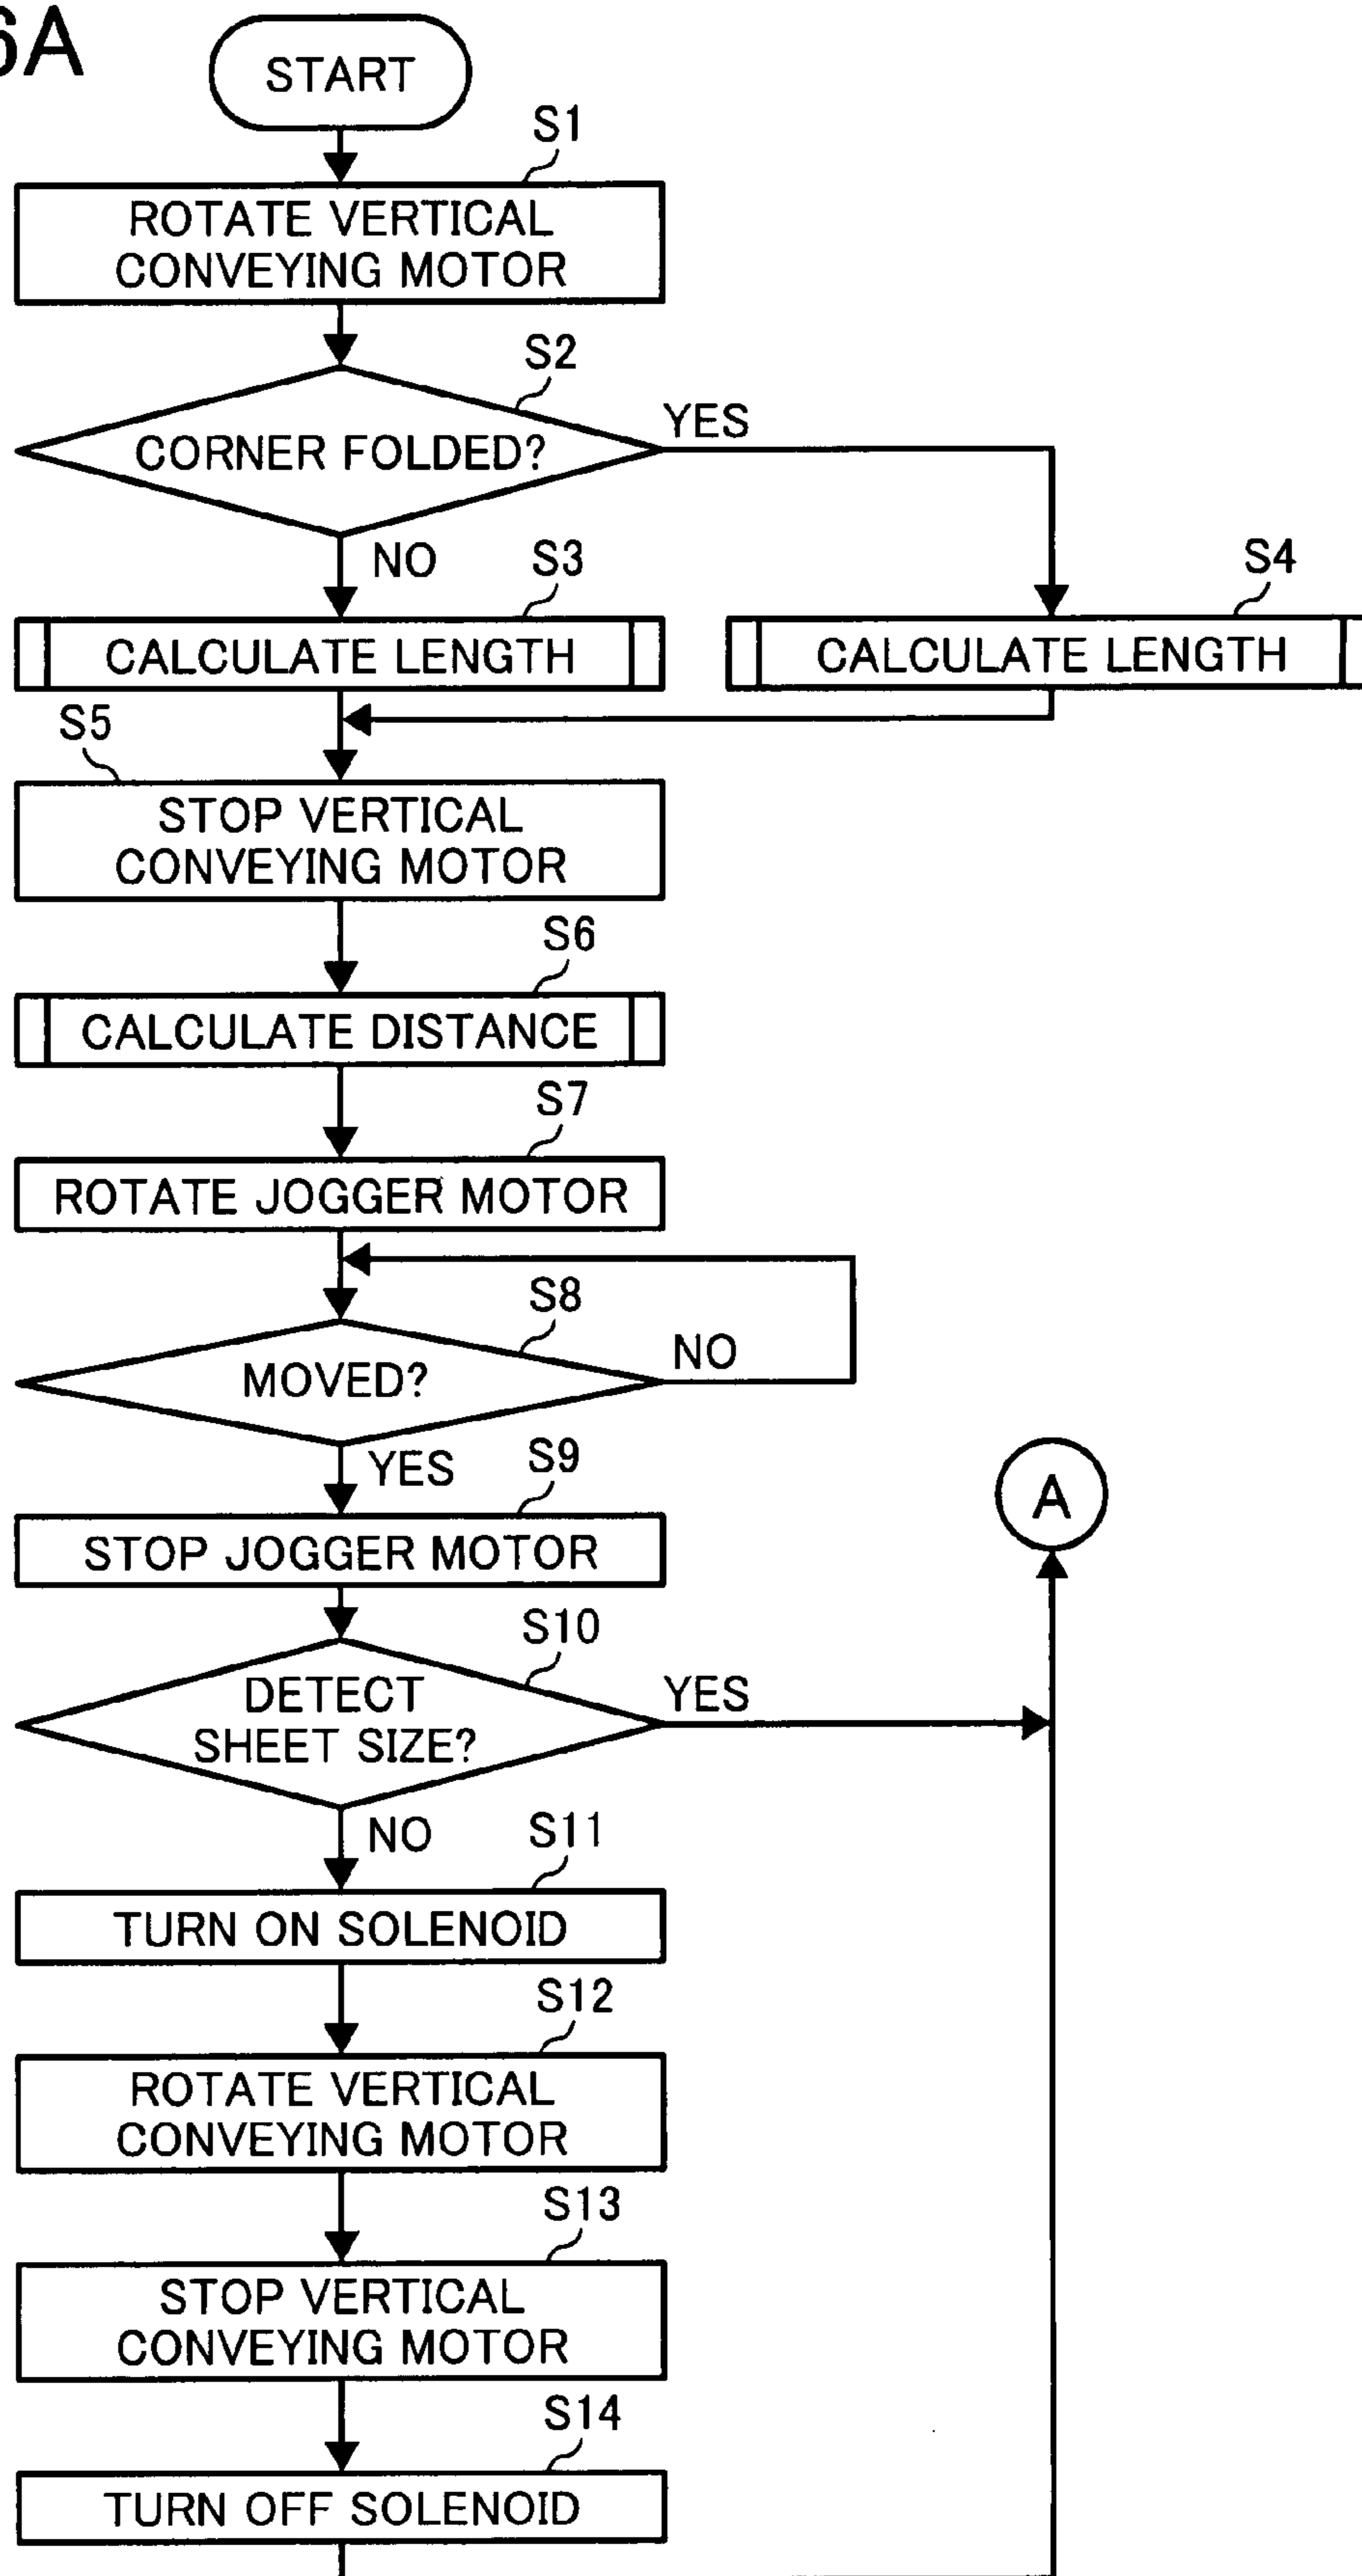 6A
START
S1
ROTATE VERTICAL
CONVEYING MOTOR
S2
CORNER FOLDED?
YES
NO
S3
CALCULATE LENGTH
S4
CALCULATE LENGTH
S5
STOP VERTICAL
CONVEYING MOTOR
S6
CALCULATE DISTANCE
S7
ROTATE JOGGER MOTOR
S8
MOVED?
NO
YES
S9
STOP JOGGER MOTOR
A
S10
DETECT
SHEET SIZE?
YES
NO
S11
TURN ON SOLENOID
S12
ROTATE VERTICAL
CONVEYING MOTOR
S13
STOP VERTICAL
CONVEYING MOTOR
S14
TURN OFF SOLENOID